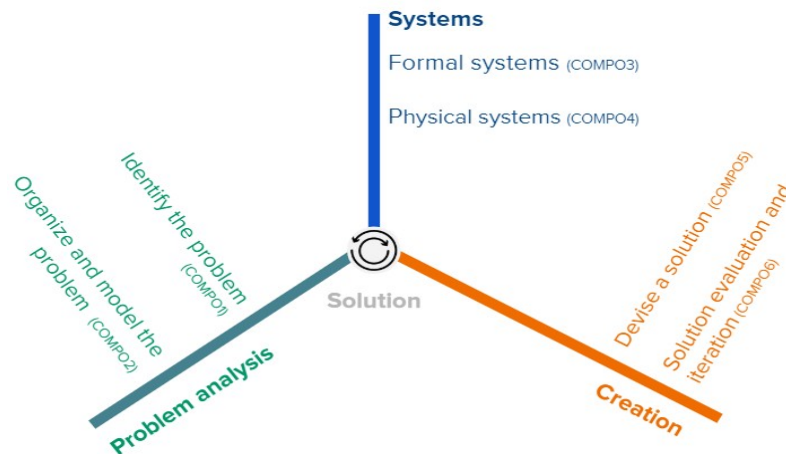 Systems
Formal systems (COMPO3)
Physical systems (COMPO4)
Identify the problem
(COMPO1)
Organize and model the
problem (COMPO2)
Problem analysis
Solution
Devise a solution (COMPO5)
Solution evaluation and
iteration (COMPO6)
Creation